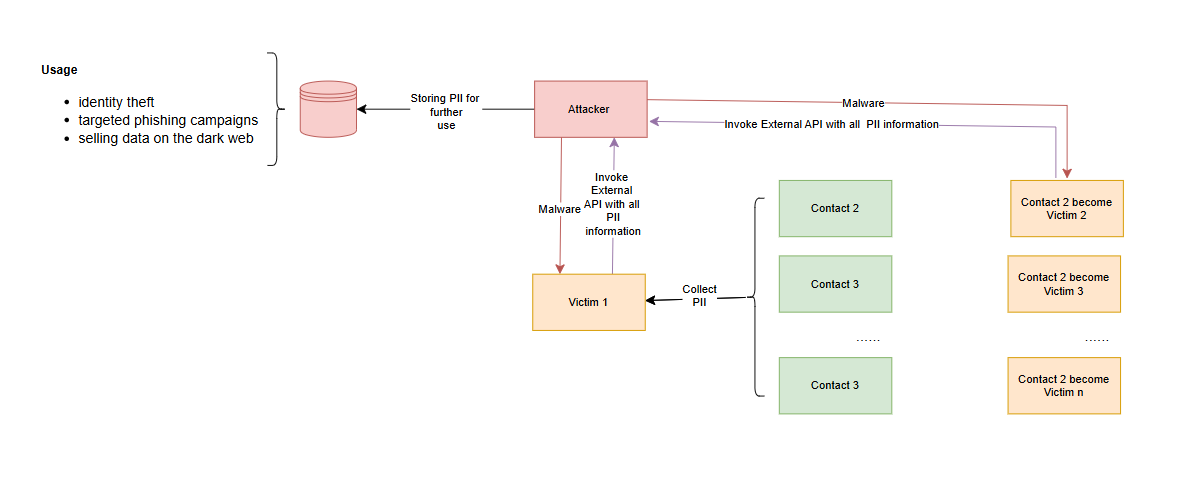 Usage
identity theft
targeted phishing campaigns
selling data on the dark web
Storing PII for
further
use
Attacker
Malware
Invoke External API with all PII information
Malware
Invoke
External
API with all
PII
information
Victim 1
Collect
PII
Contact 2
Contact 3
......
Contact 3
Contact 2 become
Victim 2
Contact 2 become
Victim 3
......
Contact 2 become
Victim n